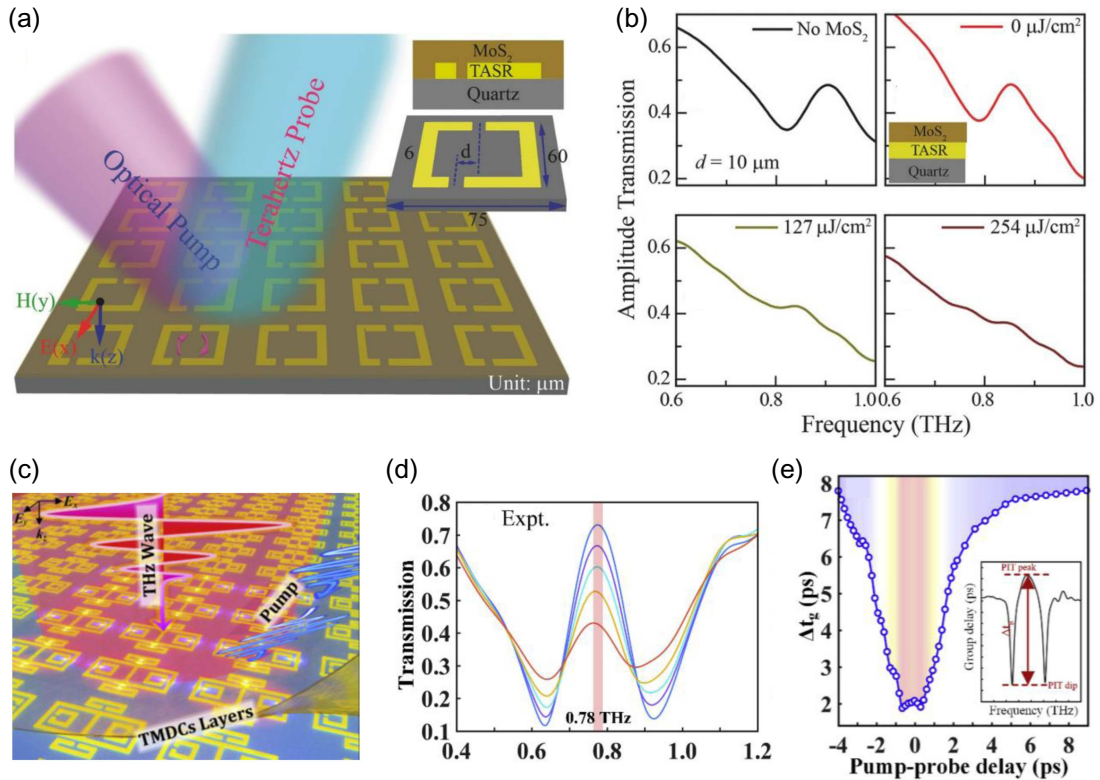 (a)
MoS2
TASR
Quartz
6
d
60
75
Optical Pump
Terahertz Probe
H(y)
E(x)
k(z)
Unit: μm
(b)
No MoS2
0 μJ/cm2
d = 10 μm
MoS2
TASR
Quartz
127 μJ/cm2
254 μJ/cm2
0.6
0.4
0.2
0.6
0.4
0.2
0.6
0.8
1.0
0.6
0.8
1.0
Amplitude Transmission
Frequency (THz)
(c)
Ex
Ey
kz
THz Wave
Pump
TMDCs Layers
(d)
Expt.
0.8
0.7
0.6
0.5
0.4
0.3
0.2
0.1
0.4
0.6
0.8
1.0
1.2
0.78 THz
Transmission
(e)
8
7
6
5
4
3
2
1
-4
-2
0
2
4
6
8
Δtg (ps)
Pump-probe delay (ps)
PIT peak
Δtg
PIT dip
Group delay (ps)
Frequency (THz)